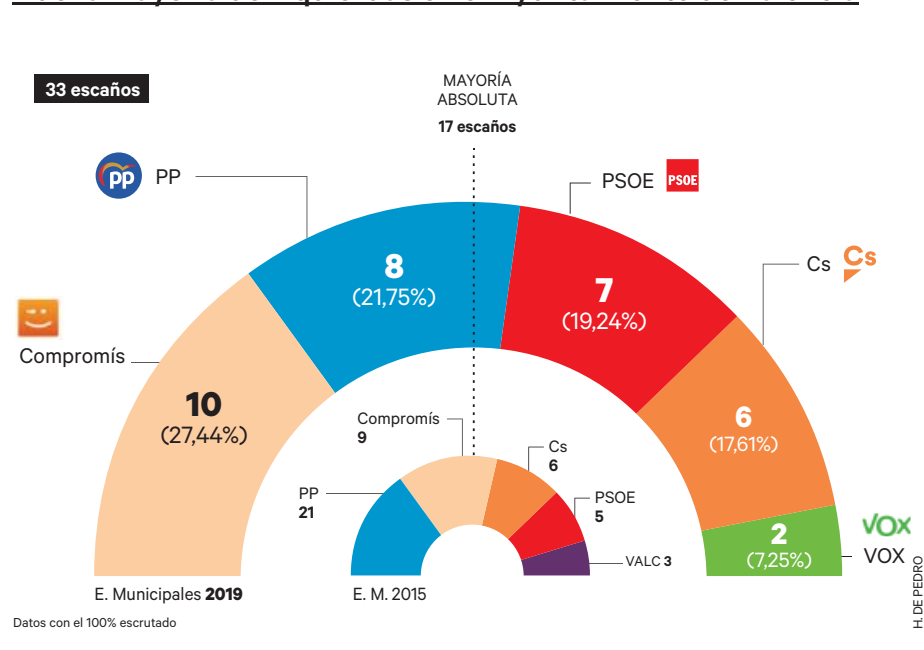 33 escaños
MAYORÍA
ABSOLUTA
17 escaños
pp PP
PSOE PSOE
Cs Cs
Compromís
8
(21,75%)
7
(19,24%)
10
(27,44%)
6
(17,61%)
2
(7,25%)
VOX
VOX
Compromís
9
Cs
6
PP
21
PSOE
5
VALC 3
E. Municipales 2019
E. M. 2015
Datos con el 100% escrutado
H. DE PEDRO